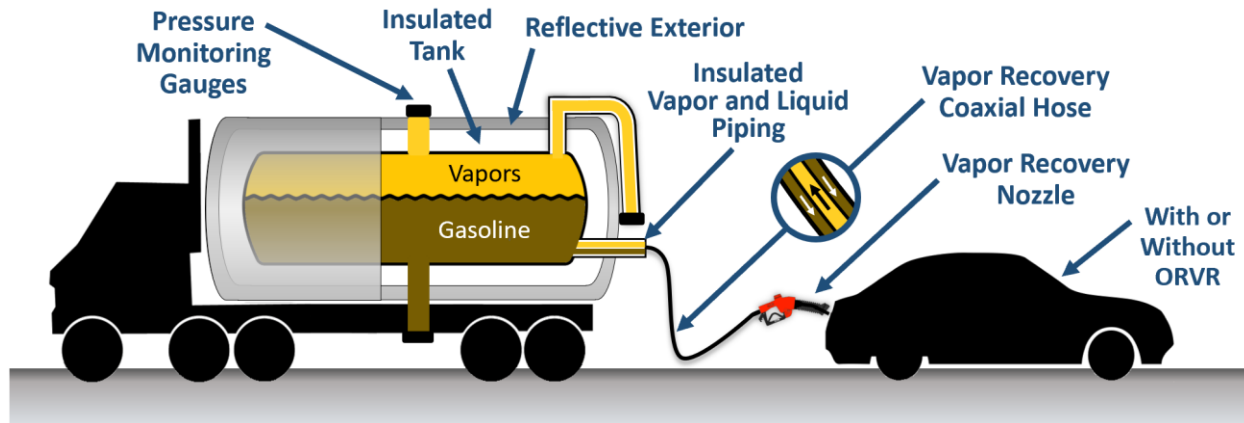 Pressure
Monitoring
Gauges
Insulated
Tank
Reflective Exterior
Insulated
Vapor and Liquid
Piping
Vapor Recovery
Coaxial Hose
Vapor Recovery
Nozzle
With or
Without
ORVR
Vapors
Gasoline